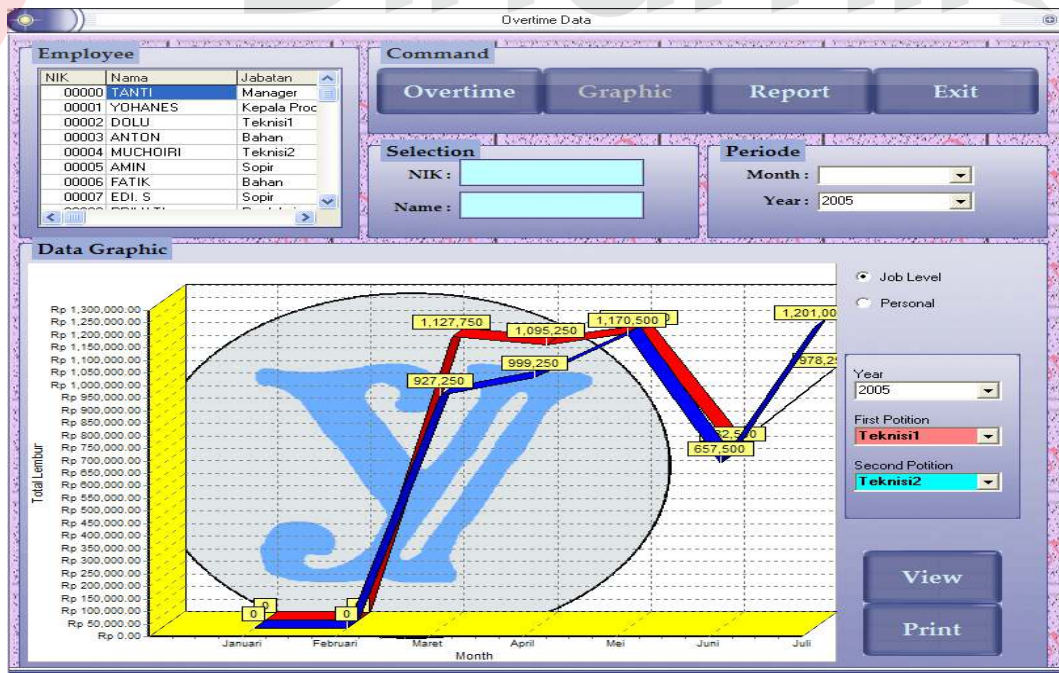 Overtime Data
Employee
NIK Nama Jabatan
00000 TANTI Manager
00001 YOHANES Kepala Proc
00002 DOLU Teknisi1
00003 ANTON Bahan
00004 MUCHOIRI Teknisi2
00005 AMIN Sopir
00006 FATIK Bahan
00007 EDI. S Sopir
Command
Overtime Graphic Report Exit
Selection
NIK :
Name :
Periode
Month :
Year : 2005
Data Graphic
Total Lembur
Rp 1,300,000.00
Rp 1,250,000.00
Rp 1,200,000.00
Rp 1,150,000.00
Rp 1,100,000.00
Rp 1,050,000.00
Rp 1,000,000.00
Rp 950,000.00
Rp 900,000.00
Rp 850,000.00
Rp 800,000.00
Rp 750,000.00
Rp 700,000.00
Rp 650,000.00
Rp 600,000.00
Rp 550,000.00
Rp 500,000.00
Rp 450,000.00
Rp 400,000.00
Rp 350,000.00
Rp 300,000.00
Rp 250,000.00
Rp 200,000.00
Rp 150,000.00
Rp 100,000.00
Rp 50,000.00
Rp 0.00
0
0
0
1,127,750
927,250
1,095,250
999,250
1,170,500
657,500
1,201,00
978,2
Januari Februari Maret April Mei Juni Juli
Month
Job Level
Personal
Year
2005
First Potition
Teknisi1
Second Potition
Teknisi2
View
Print